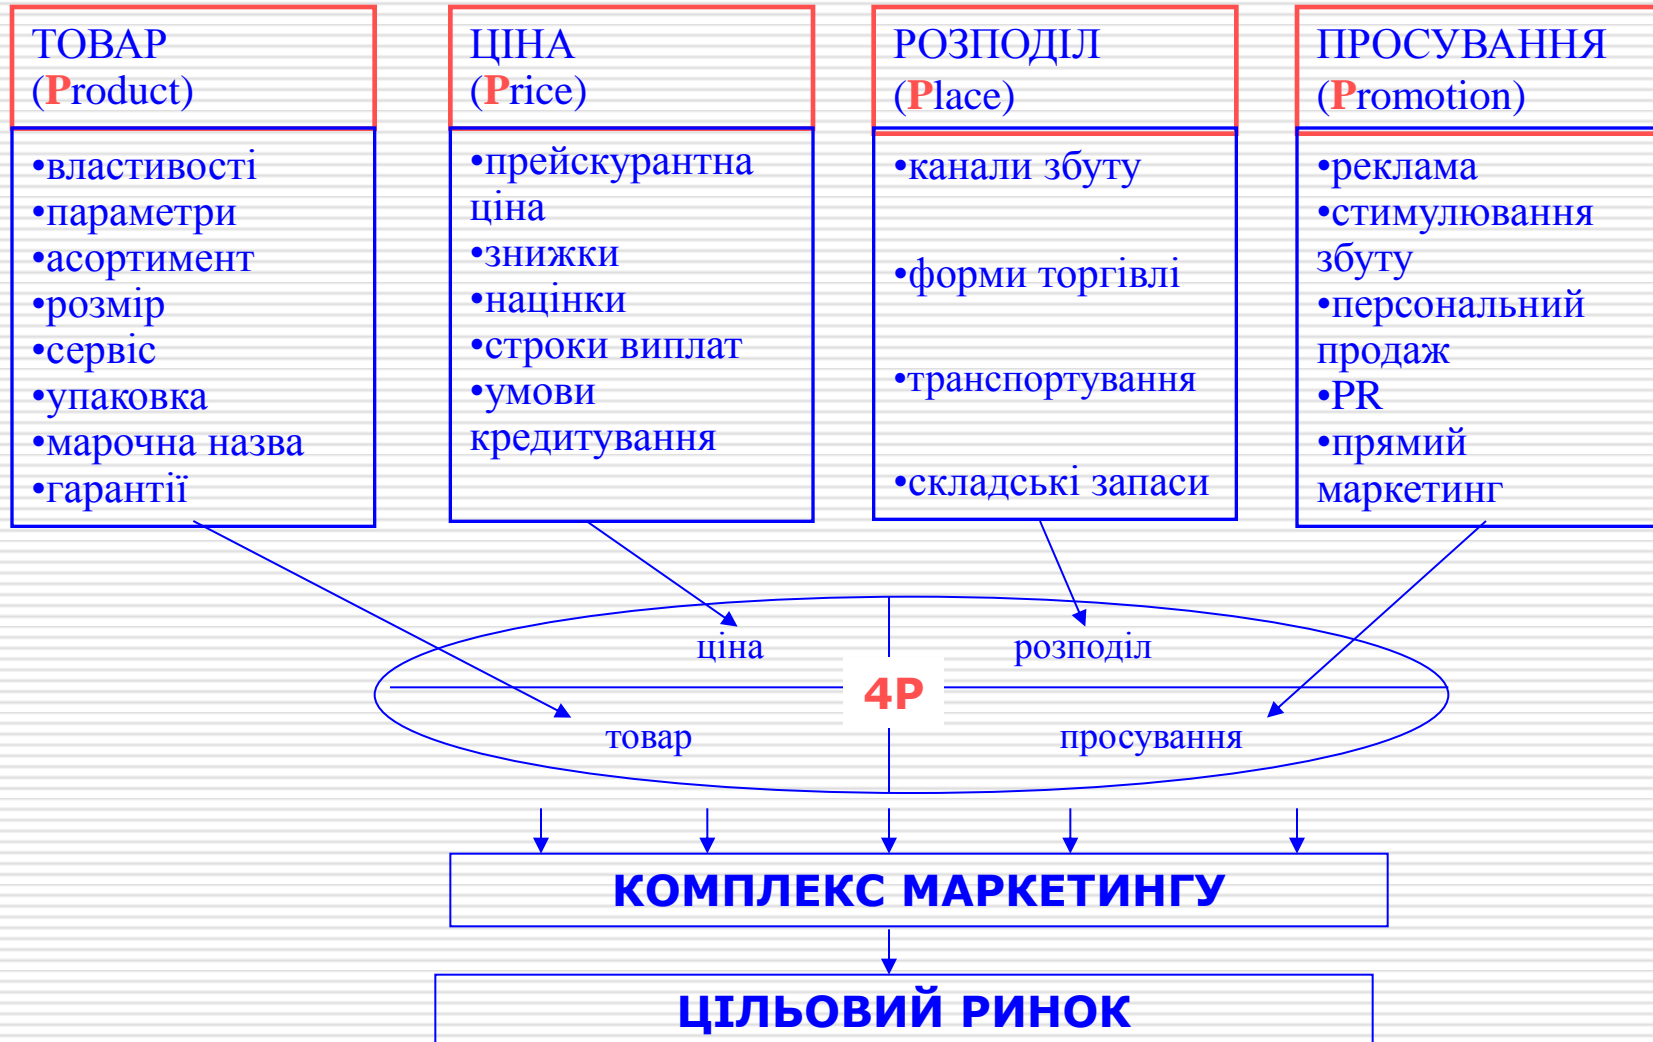 ТОВАР
(Product)
•властивості
•параметри
•асортимент
•розмір
•сервіс
•упаковка
•марочна назва
•гарантії
ЦІНА
(Price)
•прейскурантна
ціна
•знижки
•націнки
•строки виплат
•умови
кредитування
РОЗПОДІЛ
(Place)
•канали збуту
•форми торгівлі
•транспортування
•складські запаси
ПРОСУВАННЯ
(Promotion)
•реклама
•стимулювання
збуту
•персональний
продаж
•PR
•прямий
маркетинг
ціна
розподіл
4P
товар
просування
КОМПЛЕКС МАРКЕТИНГУ
ЦІЛЬОВИЙ РИНОК